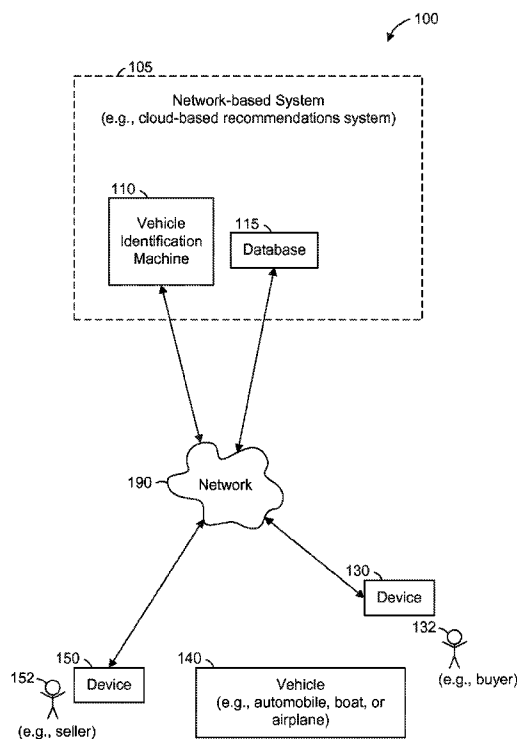 100
105
Network-based System
(e.g., cloud-based recommendations system)
110
Vehicle
Identification
Machine
115
Database
190
Network
130
Device
132
(e.g., buyer)
152
(e.g., seller)
150
Device
140
Vehicle
(e.g., automobile, boat, or
airplane)